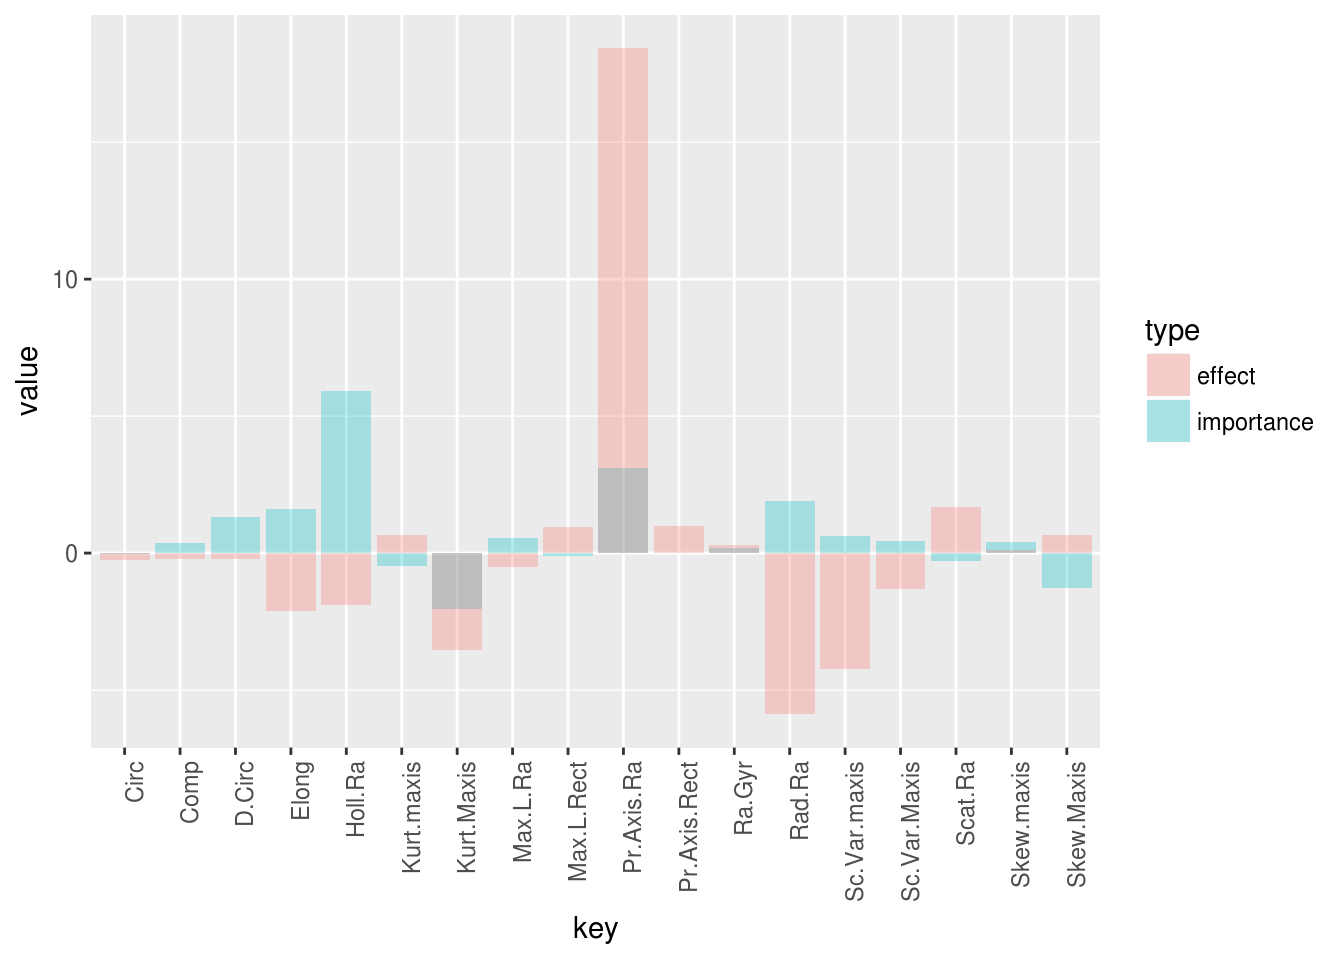 value
10
0
Circ
Comp
D.Circ
Elong
Holl.Ra
Kurt.maxis
Kurt.Maxis
Max.L.Ra
Max.L.Rect
Pr.Axis.Ra
Pr.Axis.Rect
Ra.Gyr
Rad.Ra
Sc.Var.maxis
Sc.Var.Maxis
Scat.Ra
Skew.maxis
Skew.Maxis
key
type
effect
importance